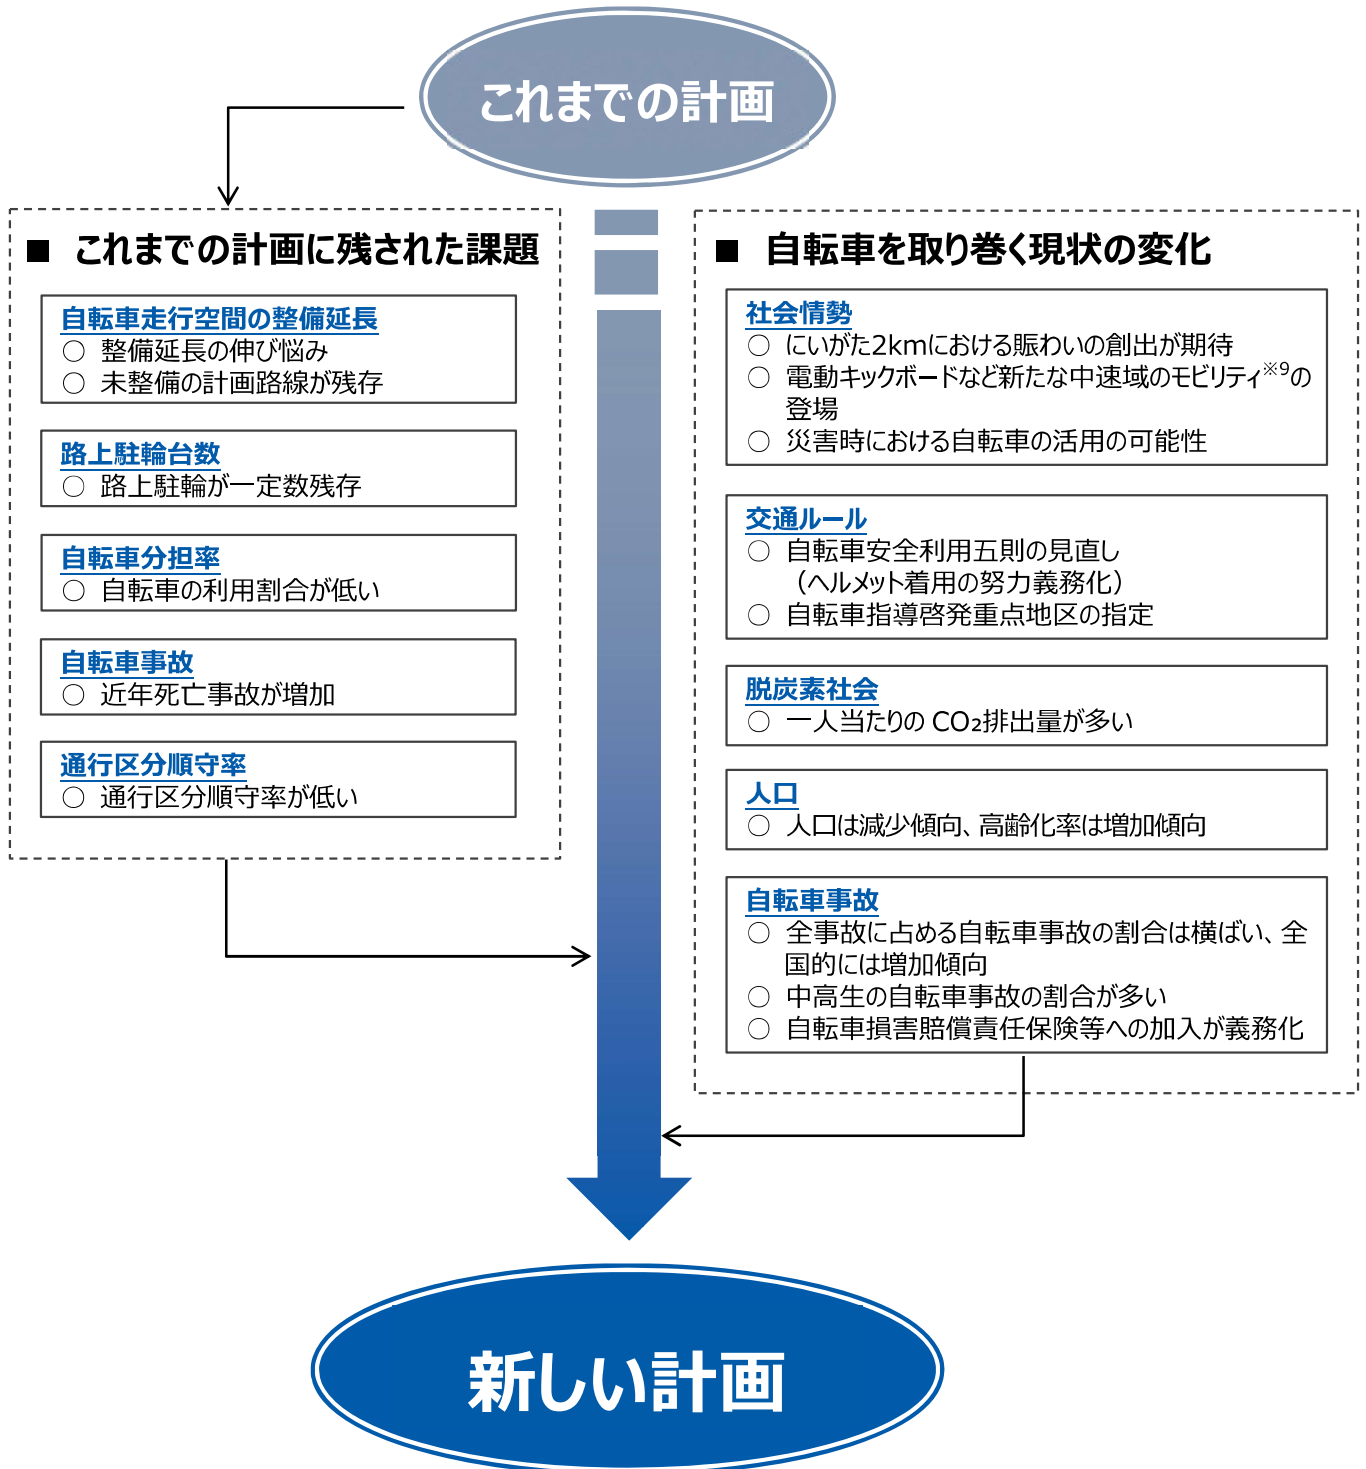 これまでの計画
■ これまでの計画に残された課題
自転車走行空間の整備延長
○ 整備延長の伸び悩み
○ 未整備の計画路線が残存
路上駐輪台数
○ 路上駐輪が一定数残存
自転車分担率
○ 自転車の利用割合が低い
自転車事故
○ 近年死亡事故が増加
通行区分順守率
○ 通行区分順守率が低い
■ 自転車を取り巻く現状の変化
社会情勢
○ にいがた2kmにおける賑わいの創出が期待
○ 電動キックボードなど新たな中速域のモビリティ※9の
登場
○ 災害時における自転車の活用の可能性
交通ルール
○ 自転車安全利用五則の見直し
（ヘルメット着用の努力義務化）
○ 自転車指導啓発重点地区の指定
脱炭素社会
○ 一人当たりの CO₂排出量が多い
人口
○ 人口は減少傾向、高齢化率は増加傾向
自転車事故
○ 全事故に占める自転車事故の割合は横ばい、全
国的には増加傾向
○ 中高生の自転車事故の割合が多い
○ 自転車損害賠償責任保険等への加入が義務化
新しい計画